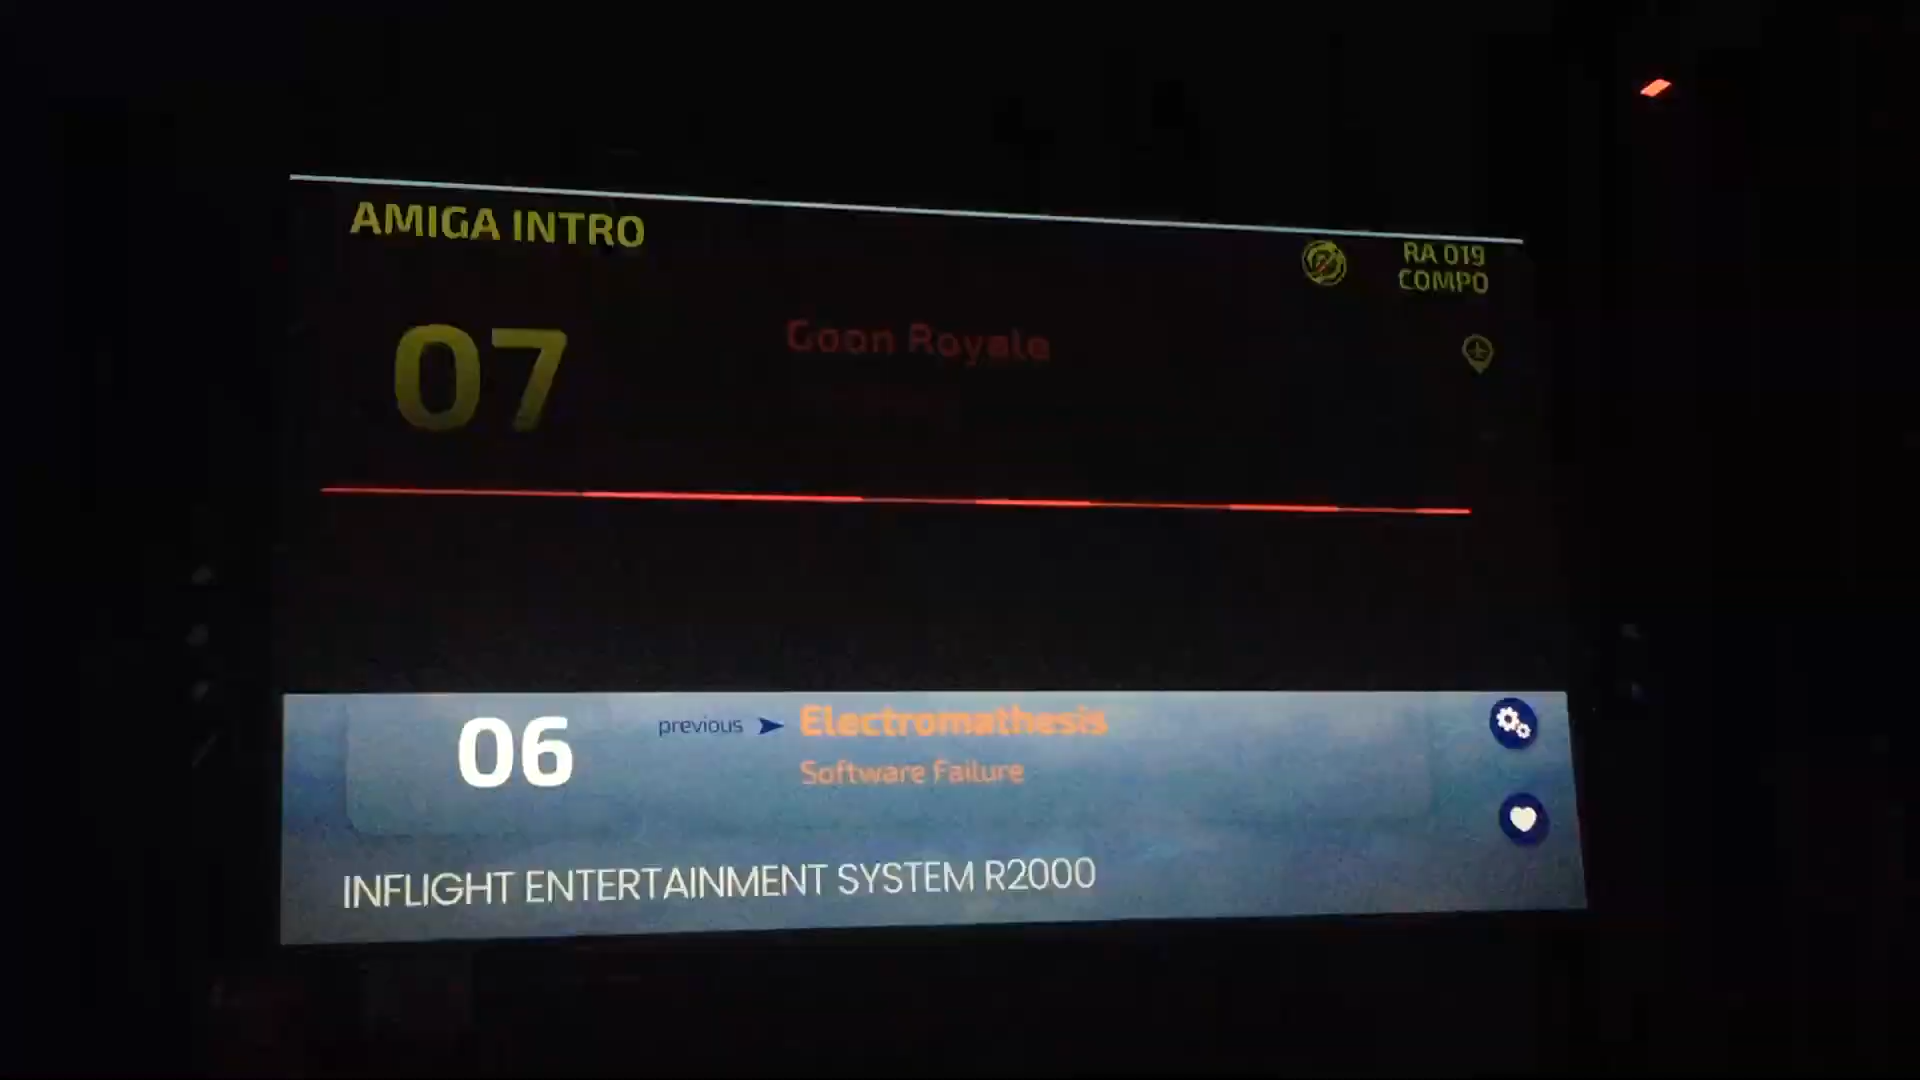 AMIGA INTRO
RA 019
COMPO
07
Goon Royale
06
previous
Electromathesis
Software Failure
INFLIGHT ENTERTAINMENT SYSTEM R2000